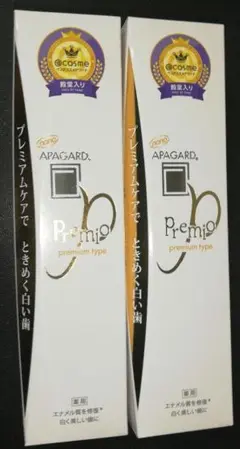 @cosme
殿堂入り
プレミアムケアで ときめく白い歯
nano
APAGARD
Premio
premium type
薬用
エナメル質を修復*
白く美しい歯に
@cosme
殿堂入り
プレミアムケアで ときめく白い歯
nano
APAGARD®
Premio
premium type
薬用
エナメル質を修復*
白く美しい歯に